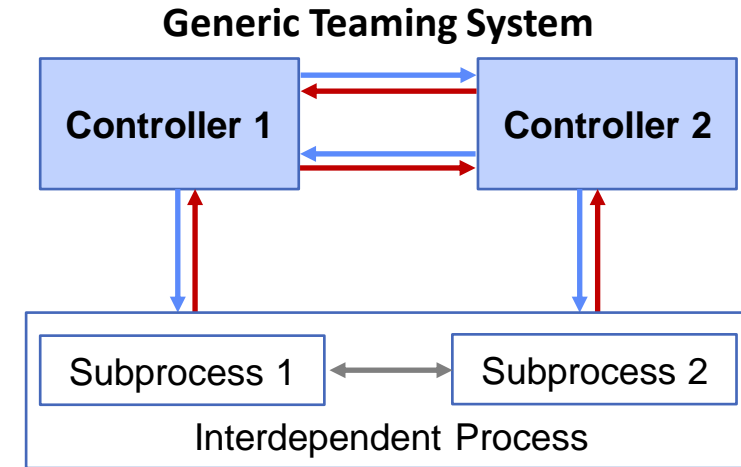 Generic Teaming System
Controller 1
Controller 2
Subprocess 1
Subprocess 2
Interdependent Process